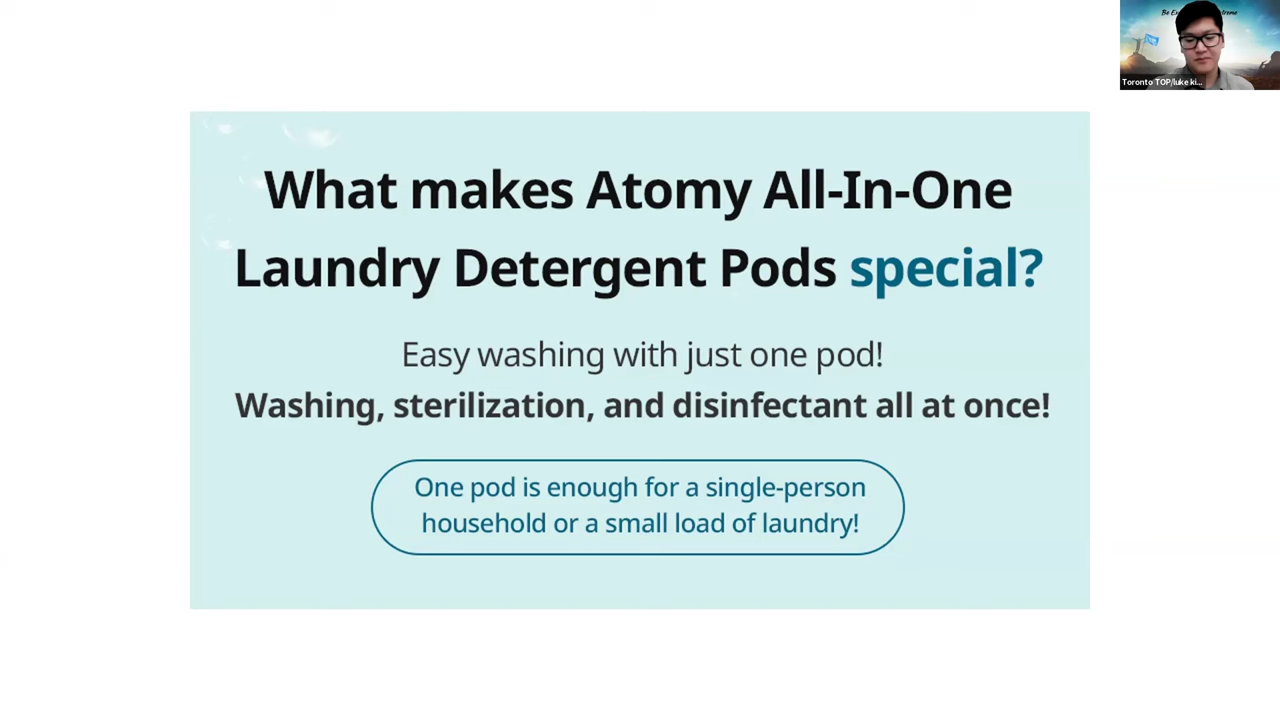 What makes Atomy All-In-One
Laundry Detergent Pods special?
Easy washing with just one pod!
Washing, sterilization, and disinfectant all at once!
One pod is enough for a single-person
household or a small load of laundry!
Toronto TOP/luke ki...